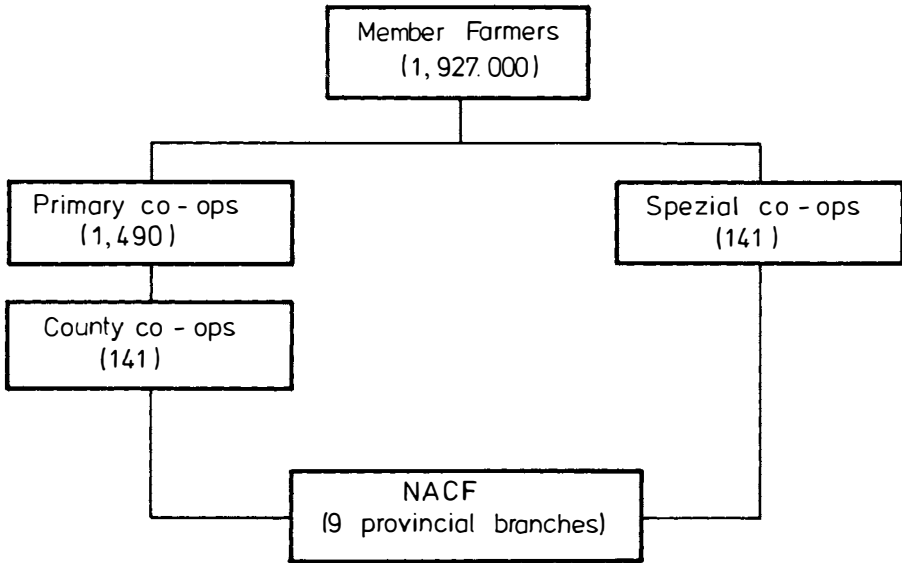 Member Farmers
(1,927.000)
Primary co-ops
(1,490)
Spezial co-ops
(141)
County co-ops
(141)
NACF
(9 provincial branches)